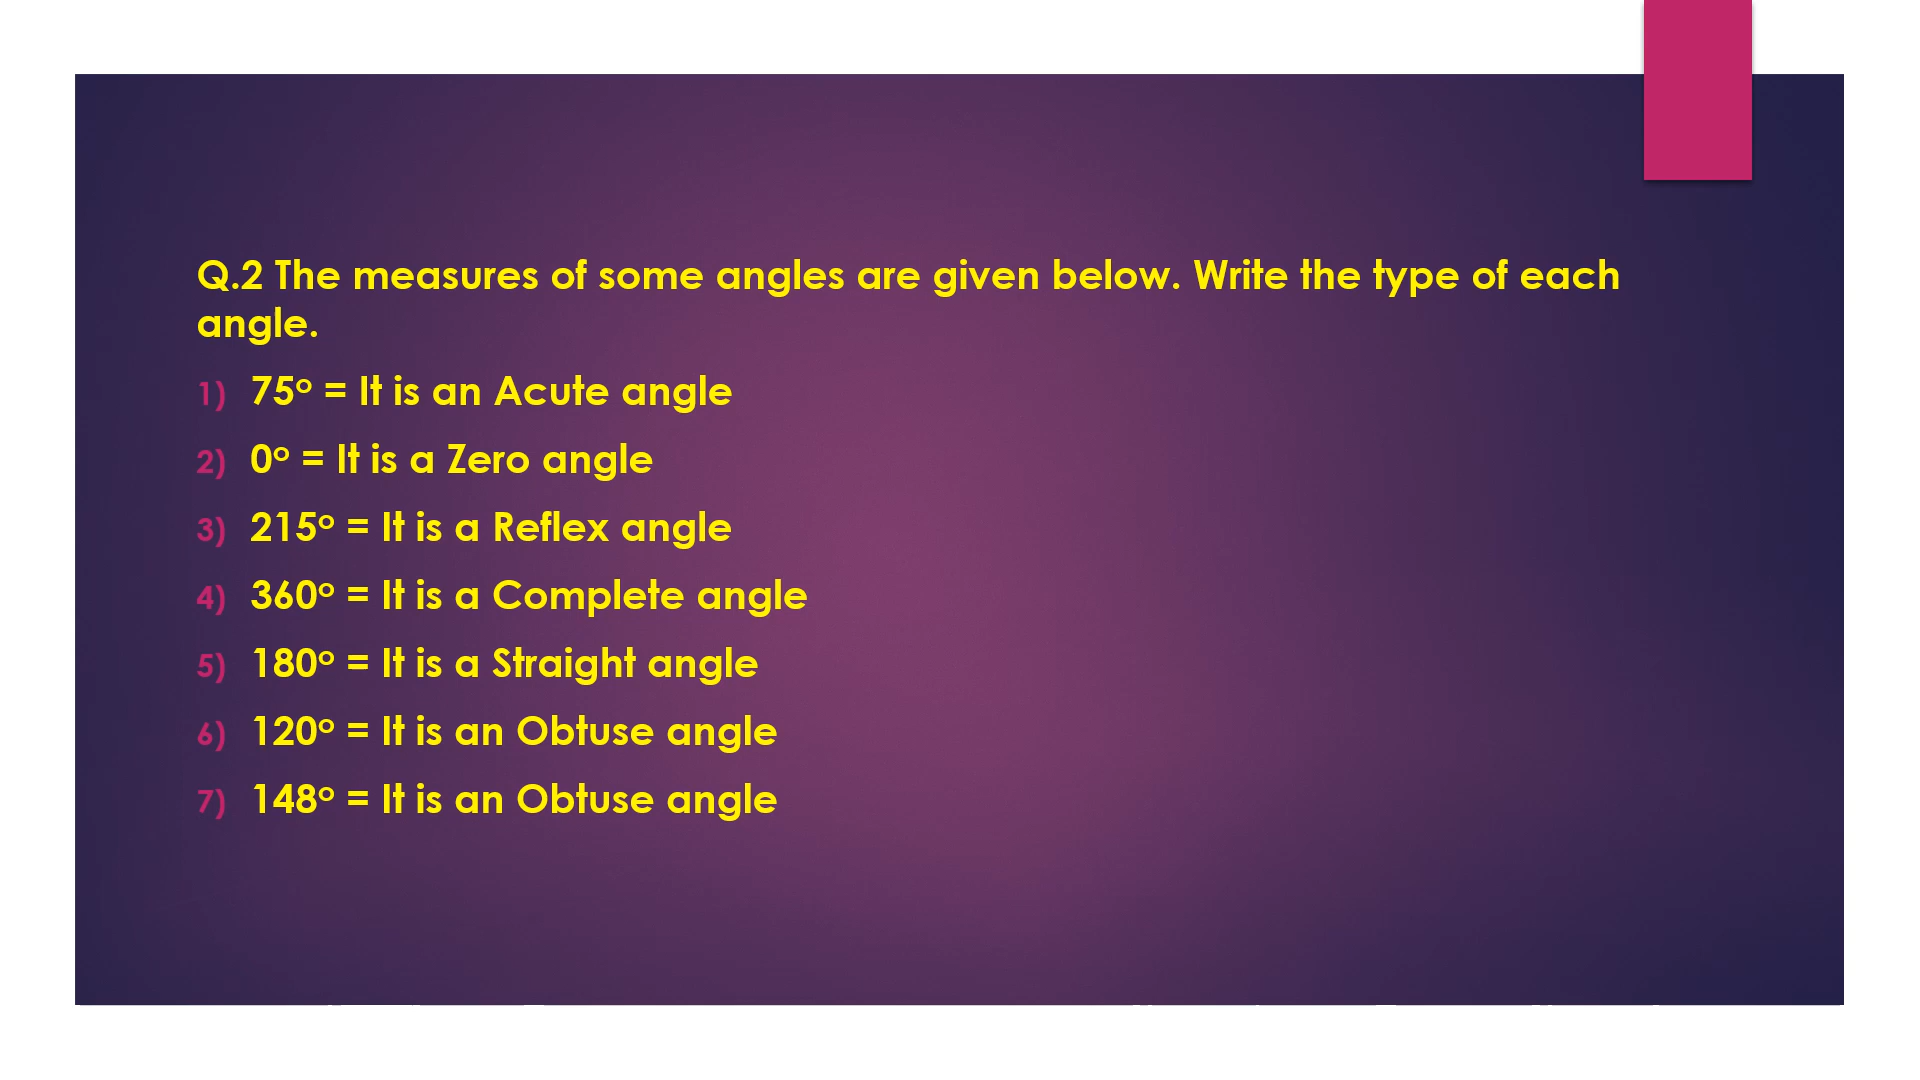 Q.2 The measures of some angles are given below. Write the type of each
angle.
1) 75° = It is an Acute angle
2) 0° = It is a Zero angle
3) 215° = It is a Reflex angle
4) 360° = It is a Complete angle
5) 180° = It is a Straight angle
6) 120° = It is an Obtuse angle
7) 148° = It is an Obtuse angle